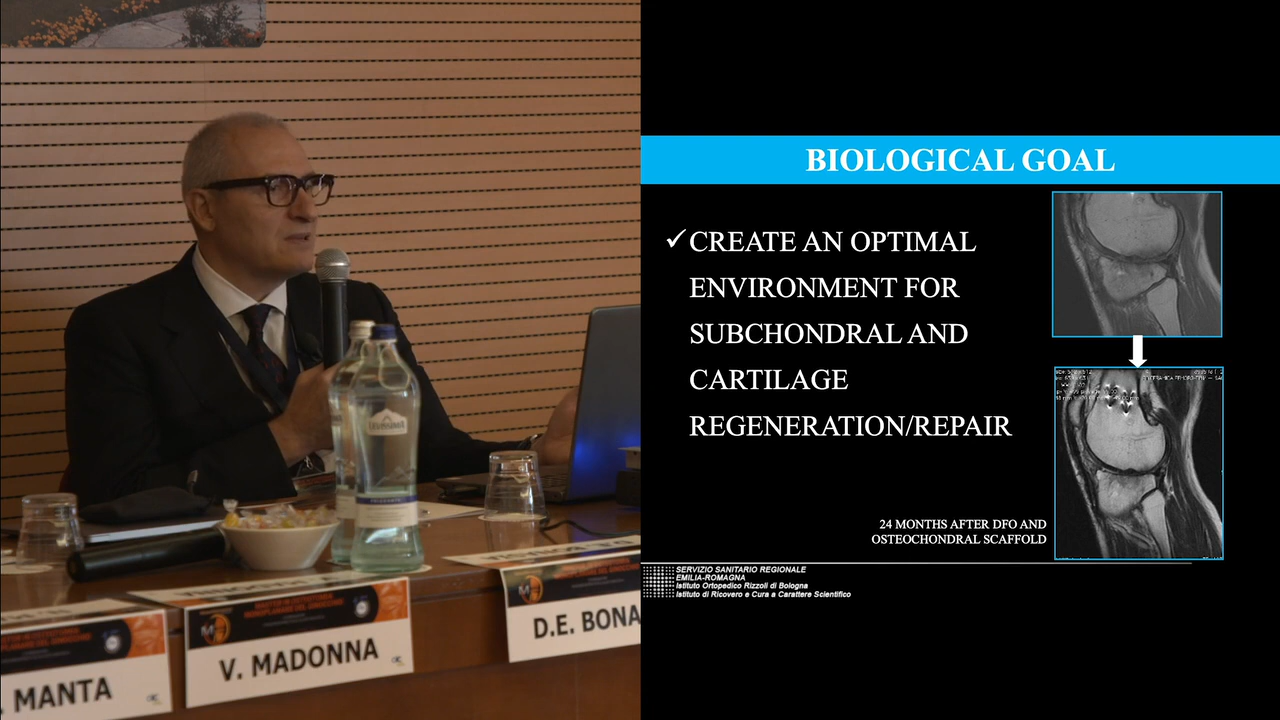 BIOLOGICAL GOAL
✓CREATE AN OPTIMAL
ENVIRONMENT FOR
SUBCHONDRAL AND
CARTILAGE
REGENERATION/REPAIR
24 MONTHS AFTER DFO AND
OSTEOCHONDRAL SCAFFOLD
SERVIZIO SANITARIO REGIONALE
EMILIA-ROMAGNA
Istituto Ortopedico Rizzoli di Bologna
Istituto di Ricovero e Cura a Carattere Scientifico
MANTA
V. MADONNA
D.E. BONA